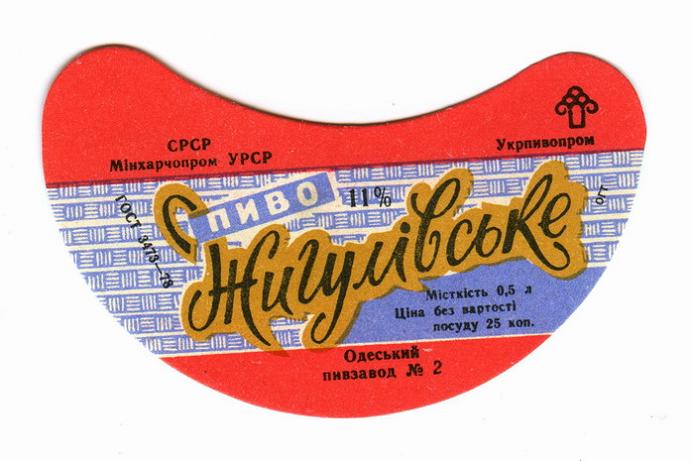 СРСР
Мінхарчопром УРСР
Укрпивопром
ПИВО 11%
Жигулівське
ГОСТ 3473—78
ОГТ
Місткість 0,5 л
Ціна без вартості
посуду 25 коп.
Одеський
пивзавод № 2